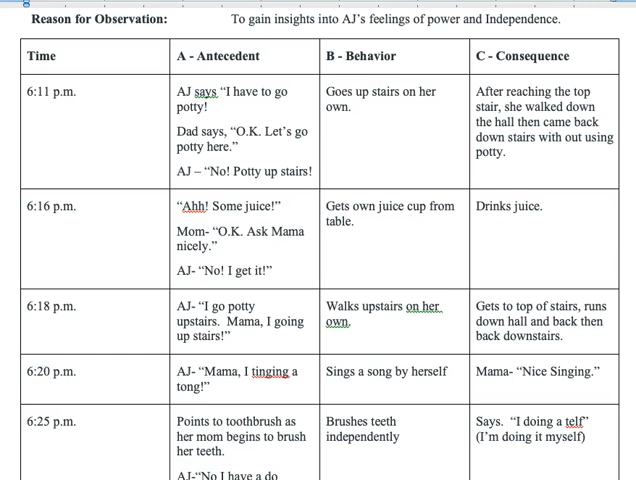 Reason for Observation: To gain insights into AJ's feelings of power and Independence.
Time A - Antecedent B - Behavior C - Consequence
6:11 p.m.
AJ says "I have to go
potty!
Dad says, "O.K. Let's go
potty here."
AJ – "No! Potty up stairs!
Goes up stairs on her
own.
After reaching the top
stair, she walked down
the hall then came back
down stairs with out using
potty.
6:16 p.m.
"Ahh! Some juice!"
Mom- "O.K. Ask Mama
nicely."
AJ- "No! I get it!"
Gets own juice cup from
table.
Drinks juice.
6:18 p.m.
AJ- "I go potty
upstairs. Mama, I going
up stairs!"
Walks upstairs on her
own.
Gets to top of stairs, runs
down hall and back then
back downstairs.
6:20 p.m.
AJ- "Mama, I tinging a
tong!"
Sings a song by herself
Mama- "Nice Singing."
6:25 p.m.
Points to toothbrush as
her mom begins to brush
her teeth.
AJ-"No I have a do
Brushes teeth
independently
Says. "I doing a telf"
(I'm doing it myself)